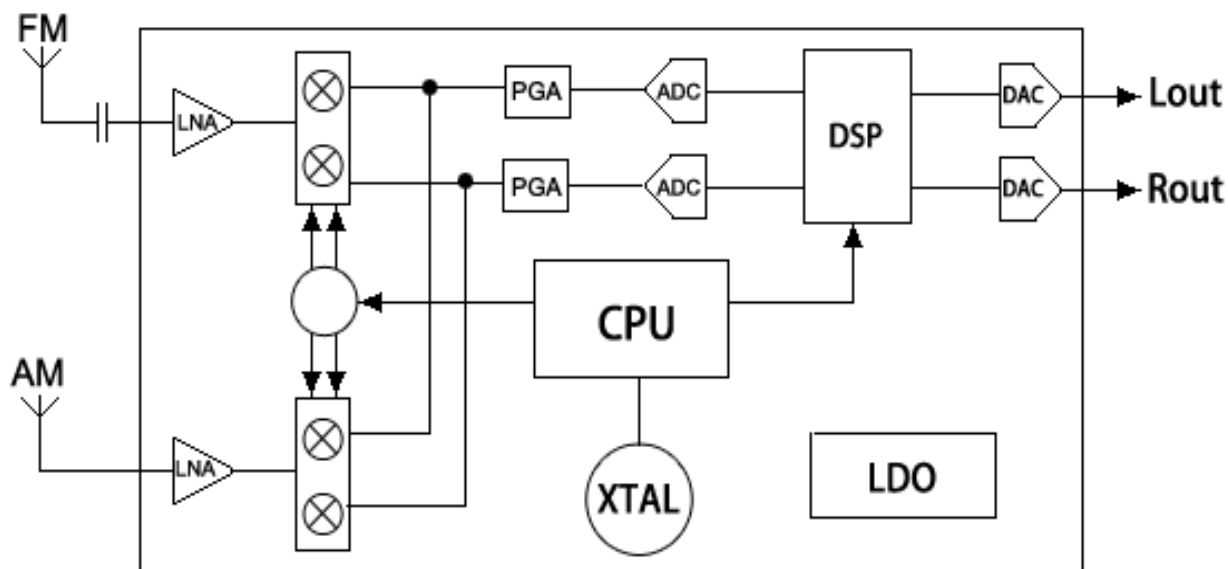 FM
LNA
PGA
ADC
DSP
DAC
Lout
PGA
ADC
DAC
Rout
CPU
AM
LNA
XTAL
LDO